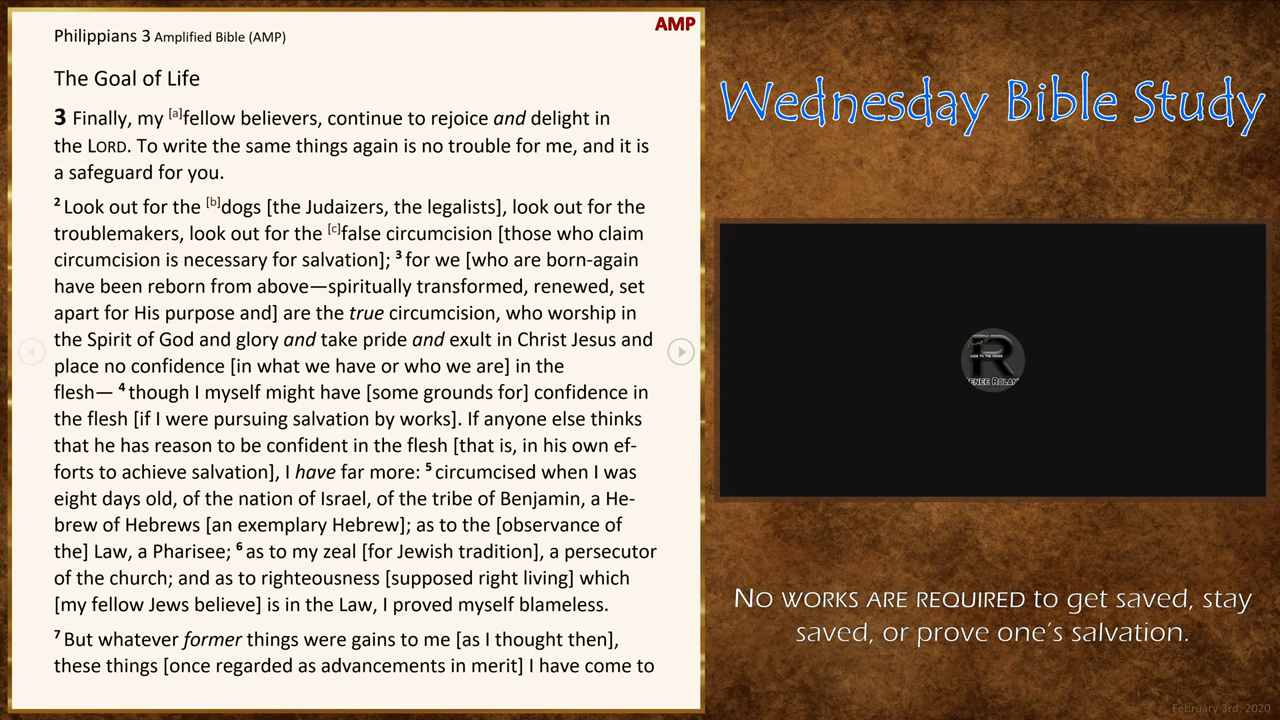 AMP
Philippians 3 Amplified Bible (AMP)
The Goal of Life
3 Finally, my [a]fellow believers, continue to rejoice and delight in
the LORD. To write the same things again is no trouble for me, and it is
a safeguard for you.
2 Look out for the [b]dogs [the Judaizers, the legalists], look out for the
troublemakers, look out for the [c]false circumcision [those who claim
circumcision is necessary for salvation]; 3 for we [who are born-again
have been reborn from above—spiritually transformed, renewed, set
apart for His purpose and] are the true circumcision, who worship in
the Spirit of God and glory and take pride and exult in Christ Jesus and
place no confidence [in what we have or who we are] in the
flesh— 4 though I myself might have [some grounds for] confidence in
the flesh [if I were pursuing salvation by works]. If anyone else thinks
that he has reason to be confident in the flesh [that is, in his own ef-
forts to achieve salvation], I have far more: 5 circumcised when I was
eight days old, of the nation of Israel, of the tribe of Benjamin, a He-
brew of Hebrews [an exemplary Hebrew]; as to the [observance of
the] Law, a Pharisee; 6 as to my zeal [for Jewish tradition], a persecutor
of the church; and as to righteousness [supposed right living] which
[my fellow Jews believe] is in the Law, I proved myself blameless.
7 But whatever former things were gains to me [as I thought then],
these things [once regarded as advancements in merit] I have come to
Wednesday Bible Study
R
LOOK TO THE CROSS
RENEE ROLAN
NO WORKS ARE REQUIRED to get saved, stay
saved, or prove one's salvation.
February 3rd, 2020